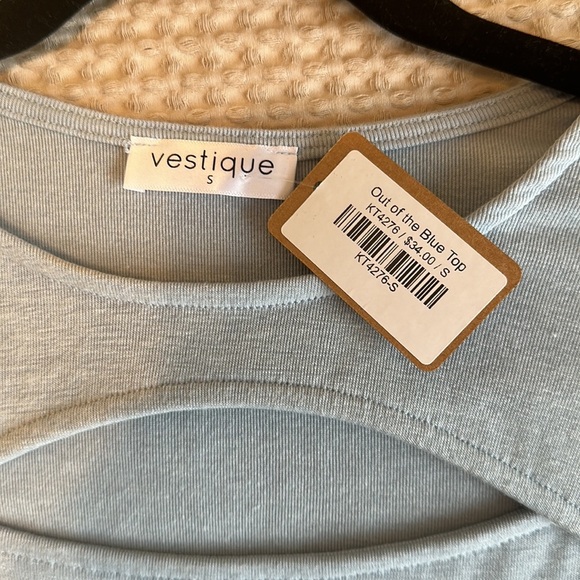 vestique
S
Out of the Blue Top
KT4276 / $34.00 / S
KT4276-S